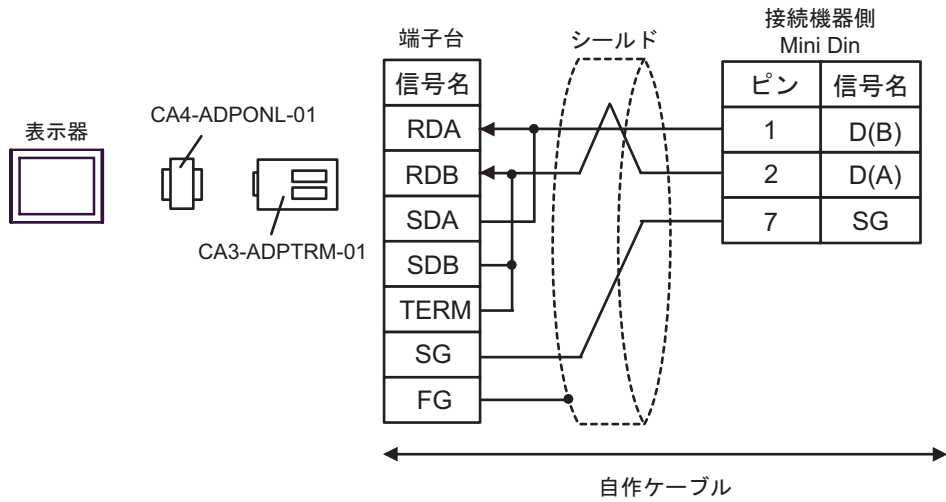 接続機器側
Mini Din
端子台
シールド
信号名
ピン 信号名
CA4-ADPONL-01
表示器
RDA
1 D(B)
RDB
2 D(A)
SDA
7 SG
CA3-ADPTRM-01
SDB
TERM
SG
FG
自作ケーブル